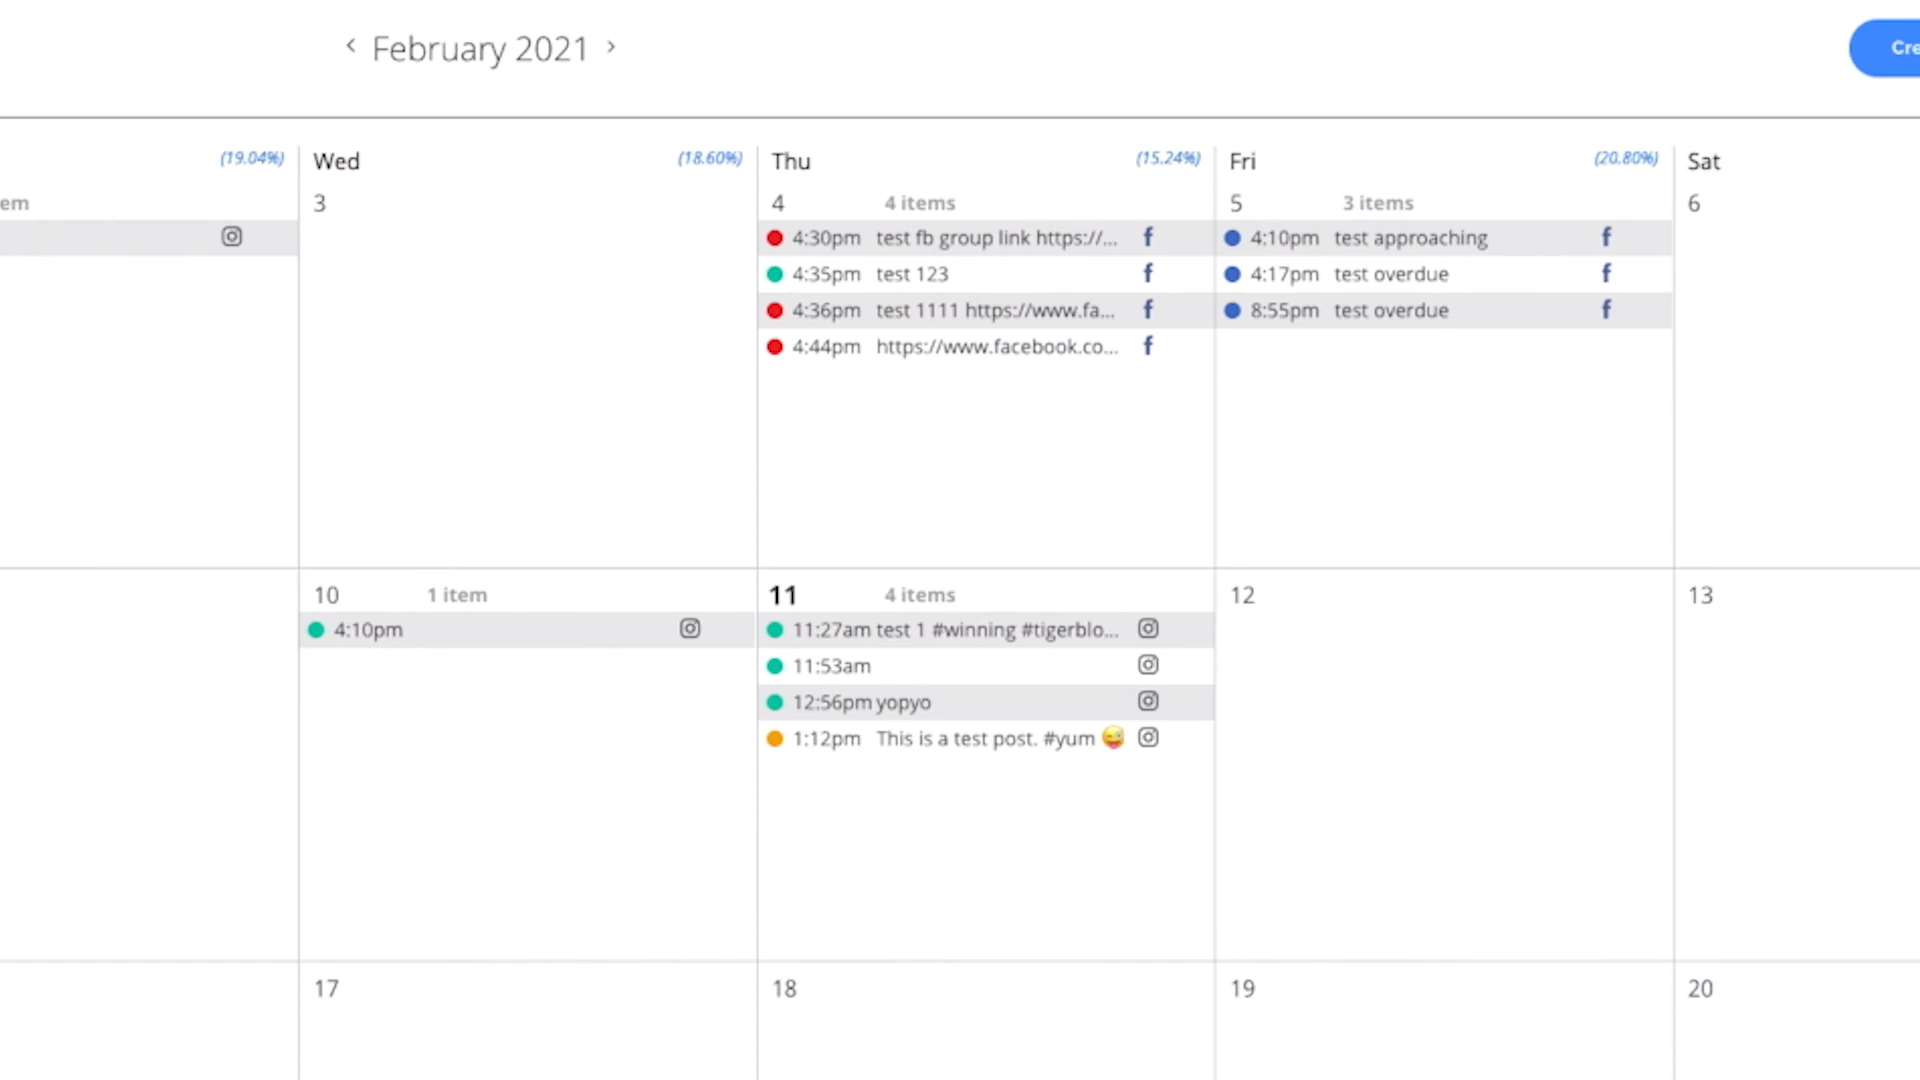 February 2021
Cre
(19.04%)
Wed (18.60%)
Thu (15.24%)
Fri (20.80%)
Sat
em
3
4 4 items
5 3 items
6
4:30pm test fb group link https://...
4:35pm test 123
4:36pm test 1111 https://www.fa...
4:44pm https://www.facebook.co...
4:10pm test approaching
4:17pm test overdue
8:55pm test overdue
10 1 item
4:10pm
11 4 items
11:27am test 1 #winning #tigerblo...
11:53am
12:56pm yopyo
1:12pm This is a test post. #yum 😜
12
13
17
18
19
20